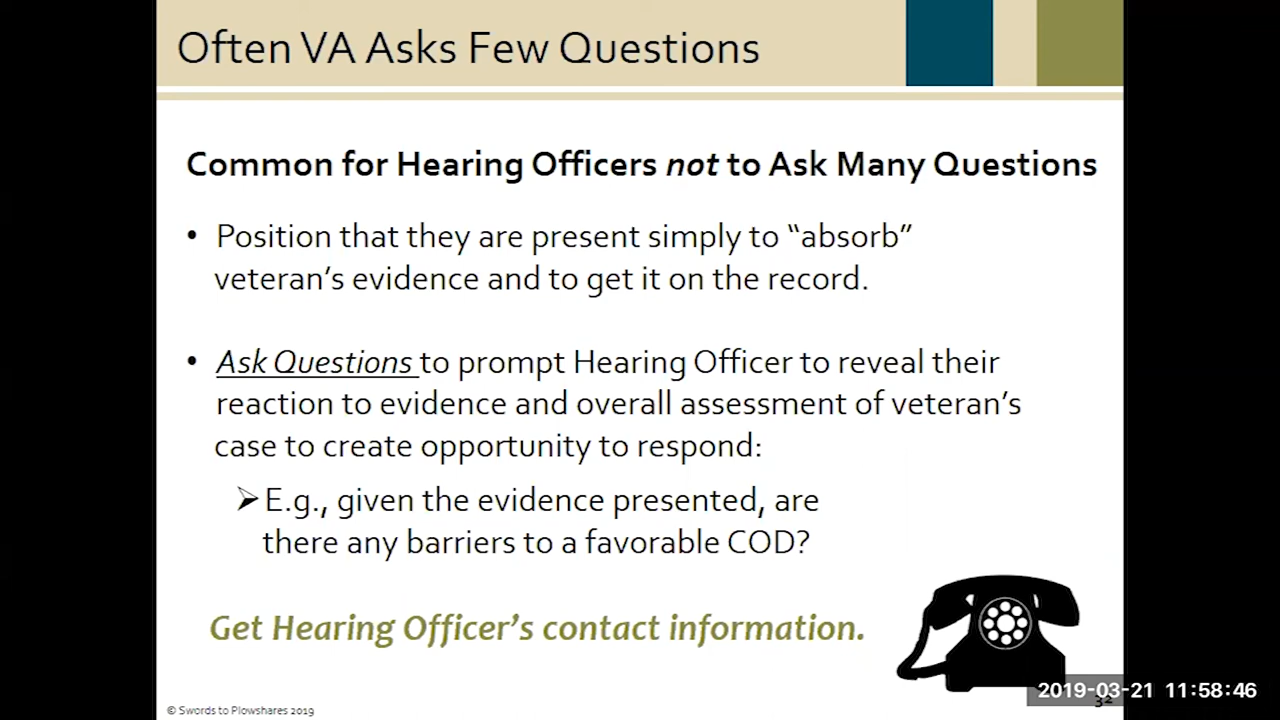 Often VA Asks Few Questions
Common for Hearing Officers not to Ask Many Questions
• Position that they are present simply to “absorb”
veteran’s evidence and to get it on the record.
• Ask Questions to prompt Hearing Officer to reveal their
reaction to evidence and overall assessment of veteran’s
case to create opportunity to respond:
➢ E.g., given the evidence presented, are
there any barriers to a favorable COD?
Get Hearing Officer’s contact information.
2019-03-21 11:58:46
32
© Swords to Plowshares 2019